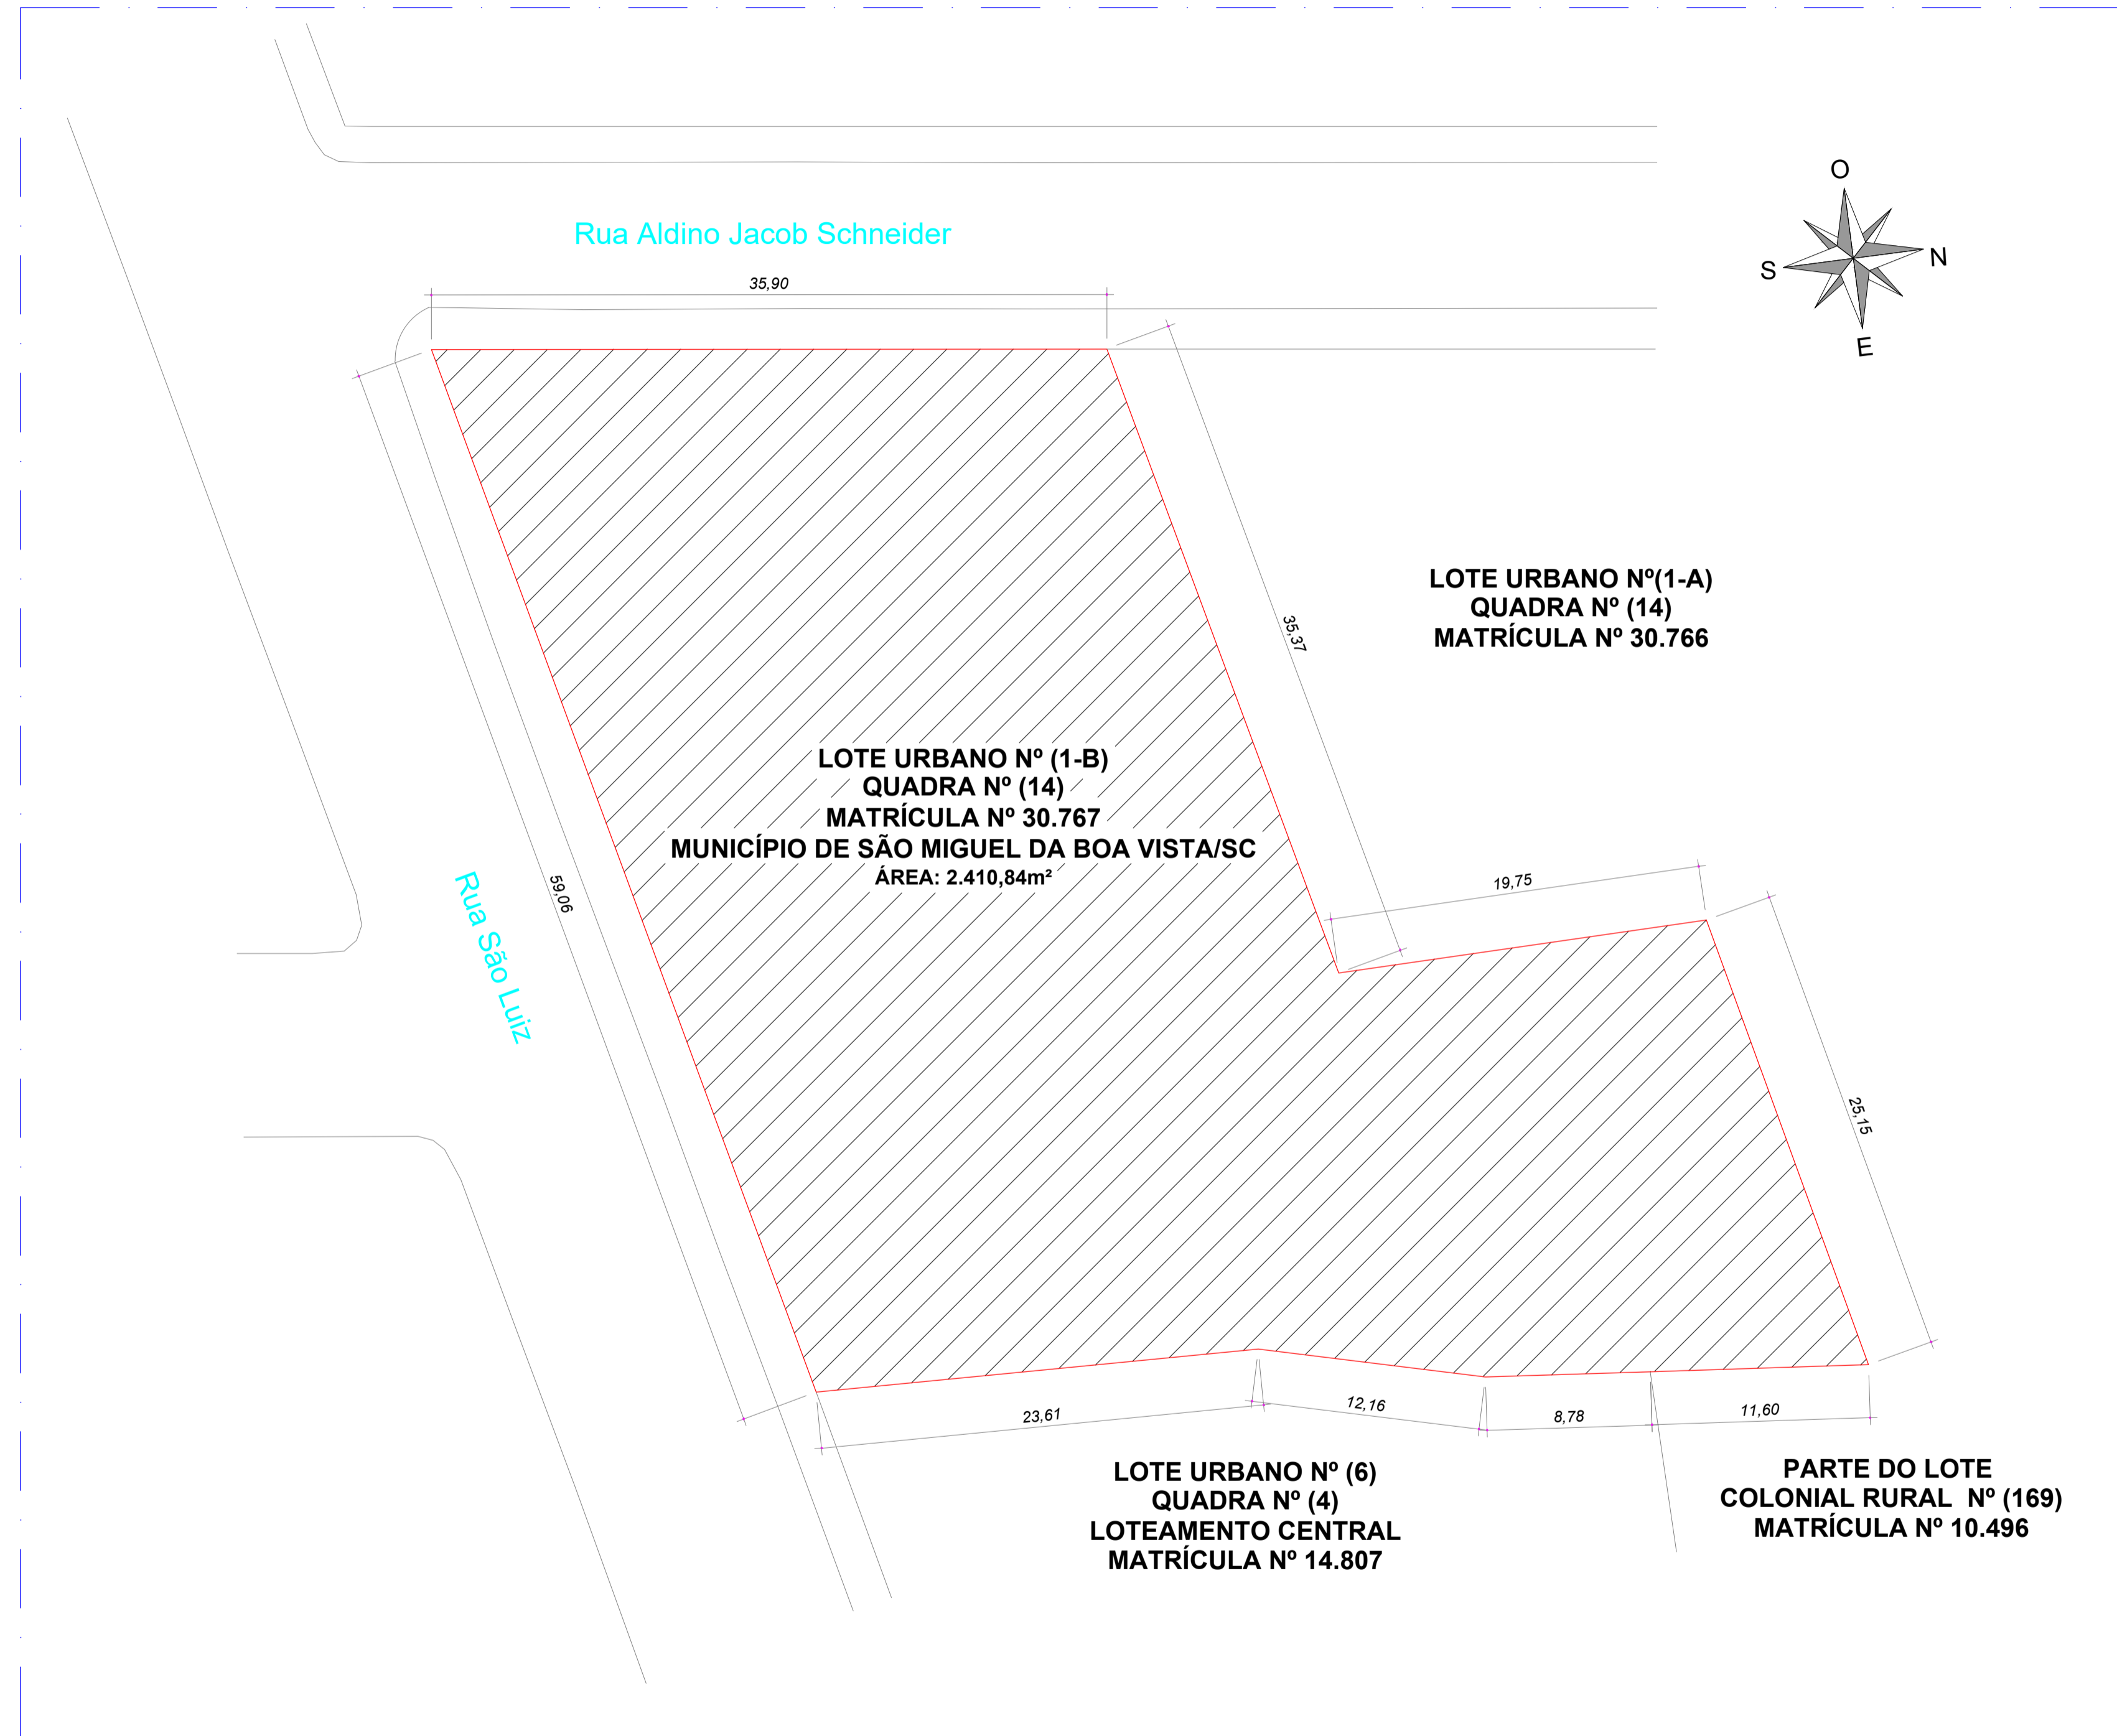 O
S
N
E
Rua Aldino Jacob Schneider
35,90
35,37
LOTE URBANO Nº(1-A)
QUADRA Nº (14)
MATRÍCULA Nº 30.766
LOTE URBANO Nº (1-B)
QUADRA Nº (14)
MATRÍCULA Nº 30.767
MUNICÍPIO DE SÃO MIGUEL DA BOA VISTA/SC
ÁREA: 2.410,84m²
59,06
Rua São Luiz
19,75
25,15
23,61
12,16
8,78
11,60
LOTE URBANO Nº (6)
QUADRA Nº (4)
LOTEAMENTO CENTRAL
MATRÍCULA Nº 14.807
PARTE DO LOTE
COLONIAL RURAL Nº (169)
MATRÍCULA Nº 10.496